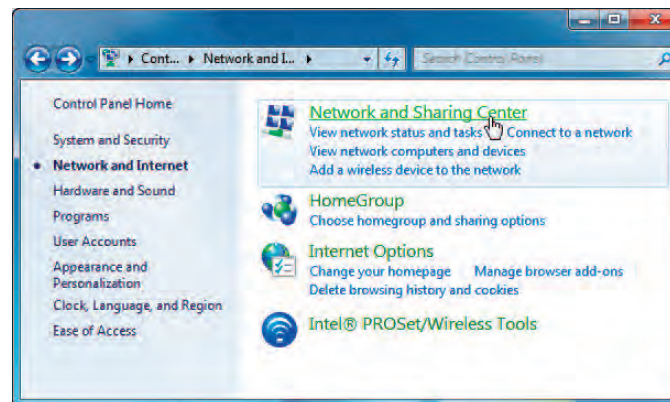 Cont... Network and I... Search Control Panel
Control Panel Home
System and Security
Network and Internet
Hardware and Sound
Programs
User Accounts
Appearance and
Personalization
Clock, Language, and Region
Ease of Access
Network and Sharing Center
View network status and tasks Connect to a network
View network computers and devices
Add a wireless device to the network
HomeGroup
Choose homegroup and sharing options
Internet Options
Change your homepage Manage browser add-ons
Delete browsing history and cookies
Intel® PROSet/Wireless Tools